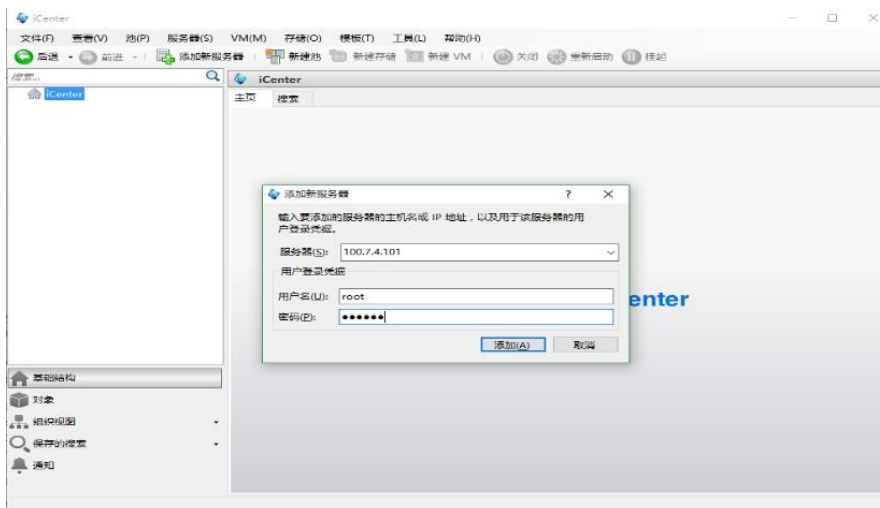 iCenter
文件(F) 查看(V) 池(P) 服务器(S) VM(M) 存储(O) 模板(T) 工具(L) 帮助(H)
后退 前进 添加新服务器 新建池 新建存储 新建 VM 关闭 重新启动 挂起
搜索...
iCenter
iCenter
主页 搜索
添加新服务器
输入要添加的服务器的主机名或 IP 地址，以及用于该服务器的用
户登录凭据。
服务器(S): 100.7.4.101
用户登录凭据
用户名(U): root
密码(P): ●●●●●●
添加(A) 取消
enter
基础结构
对象
组织视图
保存的搜索
通知